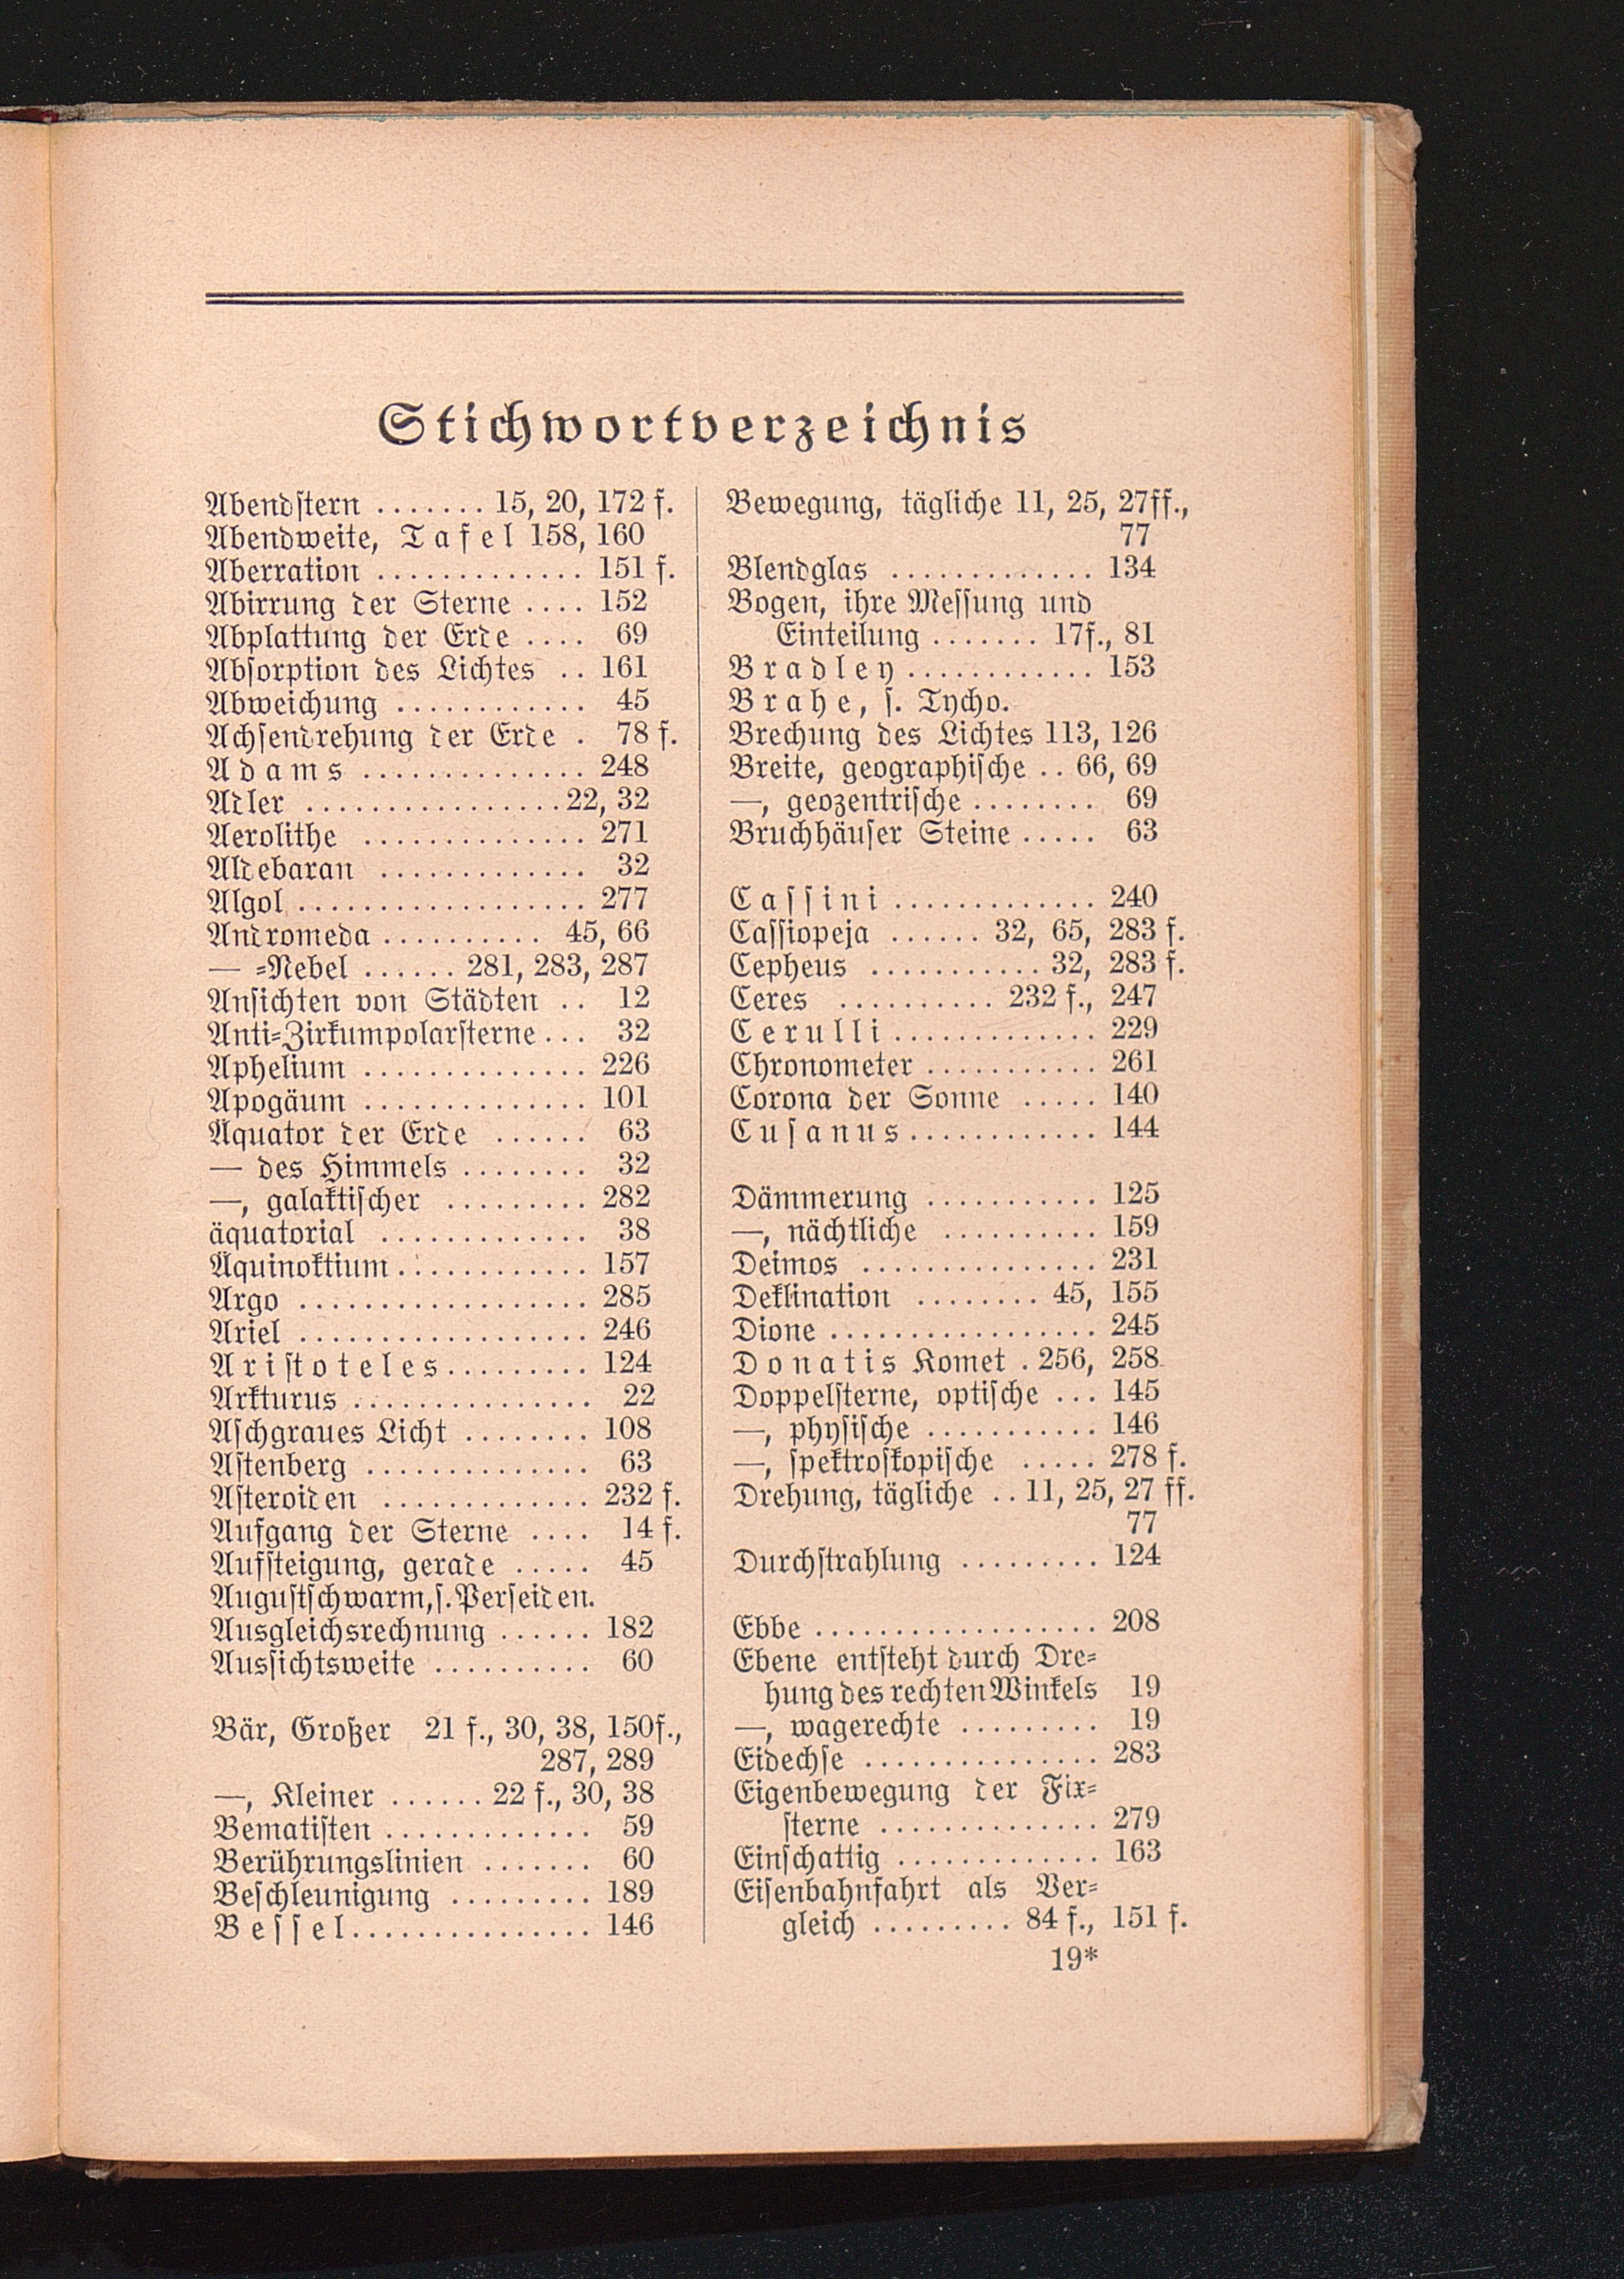 Stichwortverzeichnis
Abendstern ....... 15, 20, 172 f.
Abendweite, Tafel 158, 160
Aberration ............. 151 f.
Abirrung der Sterne .... 152
Abplattung der Erde .... 69
Absorption des Lichtes .. 161
Abweichung ............ 45
Achsendrehung der Erde . 78 f.
Adams .............. 248
Adler ................ 22, 32
Aerolithe .............. 271
Aldebaran ............. 32
Algol .................. 277
Andromeda .......... 45, 66
— =Nebel ...... 281, 283, 287
Ansichten von Städten .. 12
Anti=Zirkumpolarsterne ... 32
Aphelium .............. 226
Apogäum .............. 101
Äquator der Erde ...... 63
— des Himmels ........ 32
—, galaktischer ......... 282
äquatorial ............. 38
Äquinoktium ............ 157
Argo .................. 285
Ariel .................. 246
Aristoteles ......... 124
Arkturus ............... 22
Aschgraues Licht ........ 108
Astenberg .............. 63
Asteroiden ............. 232 f.
Aufgang der Sterne .... 14 f.
Aufsteigung, gerade ..... 45
Augustschwarm, s. Perseiden.
Ausgleichsrechnung ...... 182
Aussichtsweite .......... 60
Bär, Großer 21 f., 30, 38, 150f.,
287, 289
—, Kleiner ...... 22 f., 30, 38
Bematisten ............. 59
Berührungslinien ....... 60
Beschleunigung ......... 189
Bessel ............... 146
Bewegung, tägliche 11, 25, 27ff.,
77
Blendglas ............. 134
Bogen, ihre Messung und
Einteilung ....... 17f., 81
Bradley ............ 153
Brahe, s. Tycho.
Brechung des Lichtes 113, 126
Breite, geographische .. 66, 69
—, geozentrische ........ 69
Bruchhäuser Steine ..... 63
Cassini ............. 240
Cassiopeja ...... 32, 65, 283 f.
Cepheus ........... 32, 283 f.
Ceres .......... 232 f., 247
Cerulli ............. 229
Chronometer ........... 261
Corona der Sonne ..... 140
Cusanus ............ 144
Dämmerung ........... 125
—, nächtliche .......... 159
Deimos ............... 231
Deklination ........ 45, 155
Dione ................. 245
Donatis Komet . 256, 258
Doppelsterne, optische ... 145
—, physische ........... 146
—, spektroskopische ..... 278 f.
Drehung, tägliche .. 11, 25, 27 ff.
77
Durchstrahlung ......... 124
Ebbe .................. 208
Ebene entsteht durch Dre=
hung des rechten Winkels 19
—, wagerechte ......... 19
Eidechse ............... 283
Eigenbewegung der Fix=
sterne .............. 279
Einschattig ............. 163
Eisenbahnfahrt als Ver=
gleich ......... 84 f., 151 f.
19*